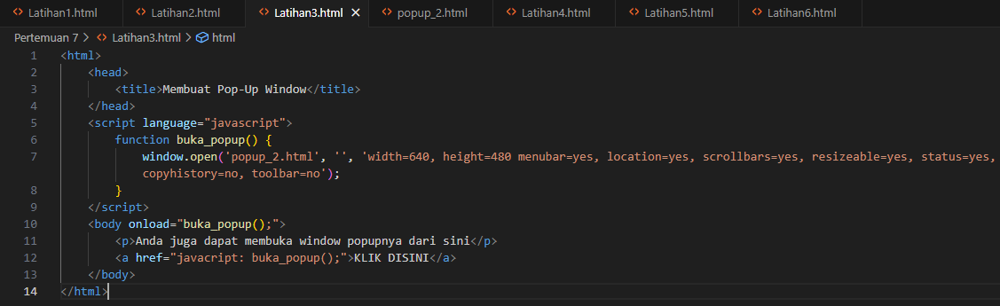 Latihan1.html Latihan2.html Latihan3.html popup_2.html Latihan4.html Latihan5.html Latihan6.html
Pertemuan 7 > Latihan3.html > html
1 <html>
2 <head>
3 <title>Membuat Pop-Up Window</title>
4 </head>
5 <script language="javascript">
6 function buka_popup() {
7 window.open('popup_2.html', '', 'width=640, height=480 menubar=yes, location=yes, scrollbars=yes, resizeable=yes, status=yes,
copyhistory=no, toolbar=no');
8 }
9 </script>
10 <body onload="buka_popup();">
11 <p>Anda juga dapat membuka window popupnya dari sini</p>
12 <a href="javacript: buka_popup();">KLIK DISINI</a>
13 </body>
14 </html>